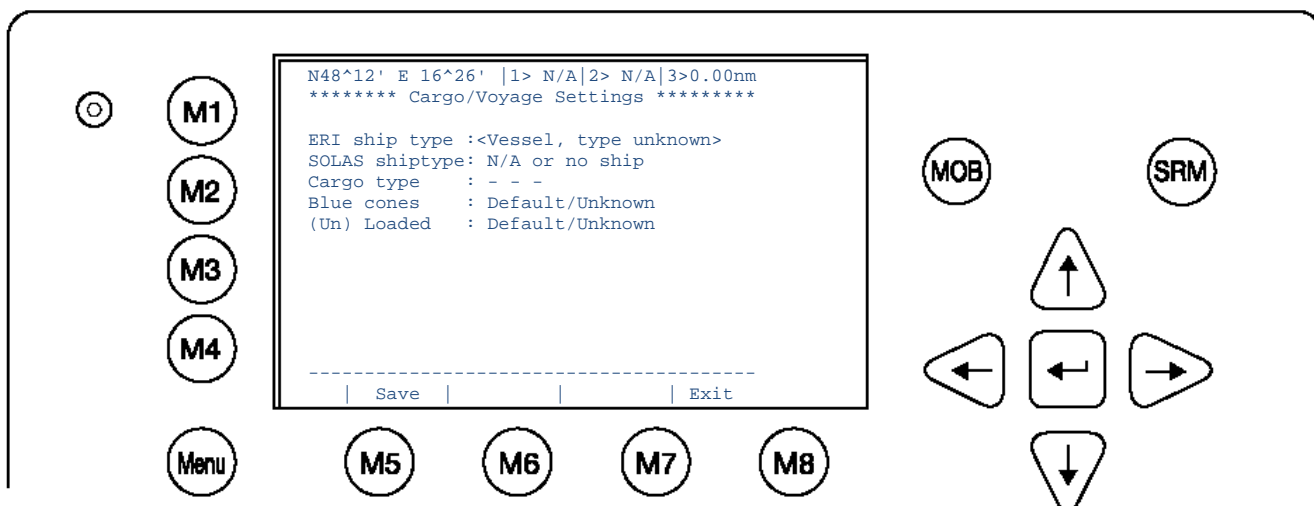 N48^12' E 16^26' |1> N/A|2> N/A|3>0.00nm
******** Cargo/Voyage Settings *********
ERI ship type :<Vessel, type unknown>
SOLAS shiptype: N/A or no ship
Cargo type    : - - -
Blue cones    : Default/Unknown
(Un) Loaded   : Default/Unknown
----------------------------------------
| Save | | | Exit
M1
M2
M3
M4
Menu
M5 M6 M7 M8
MOB SRM